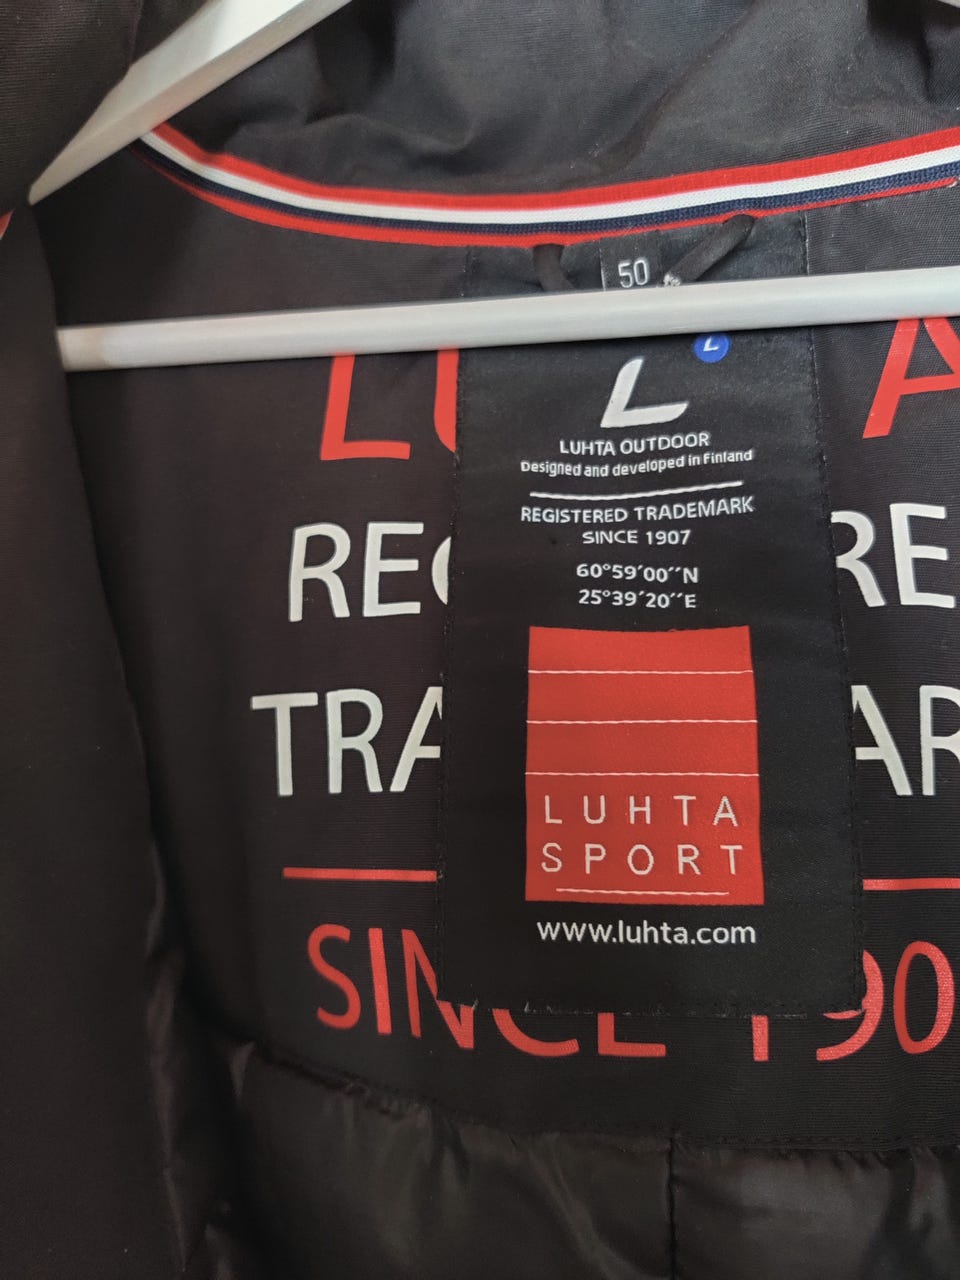 50
L
L
LUHTA OUTDOOR
Designed and developed in Finland
REGISTERED TRADEMARK
SINCE 1907
60°59´00´´N
25°39´20´´E
LUHTA
SPORT
www.luhta.com